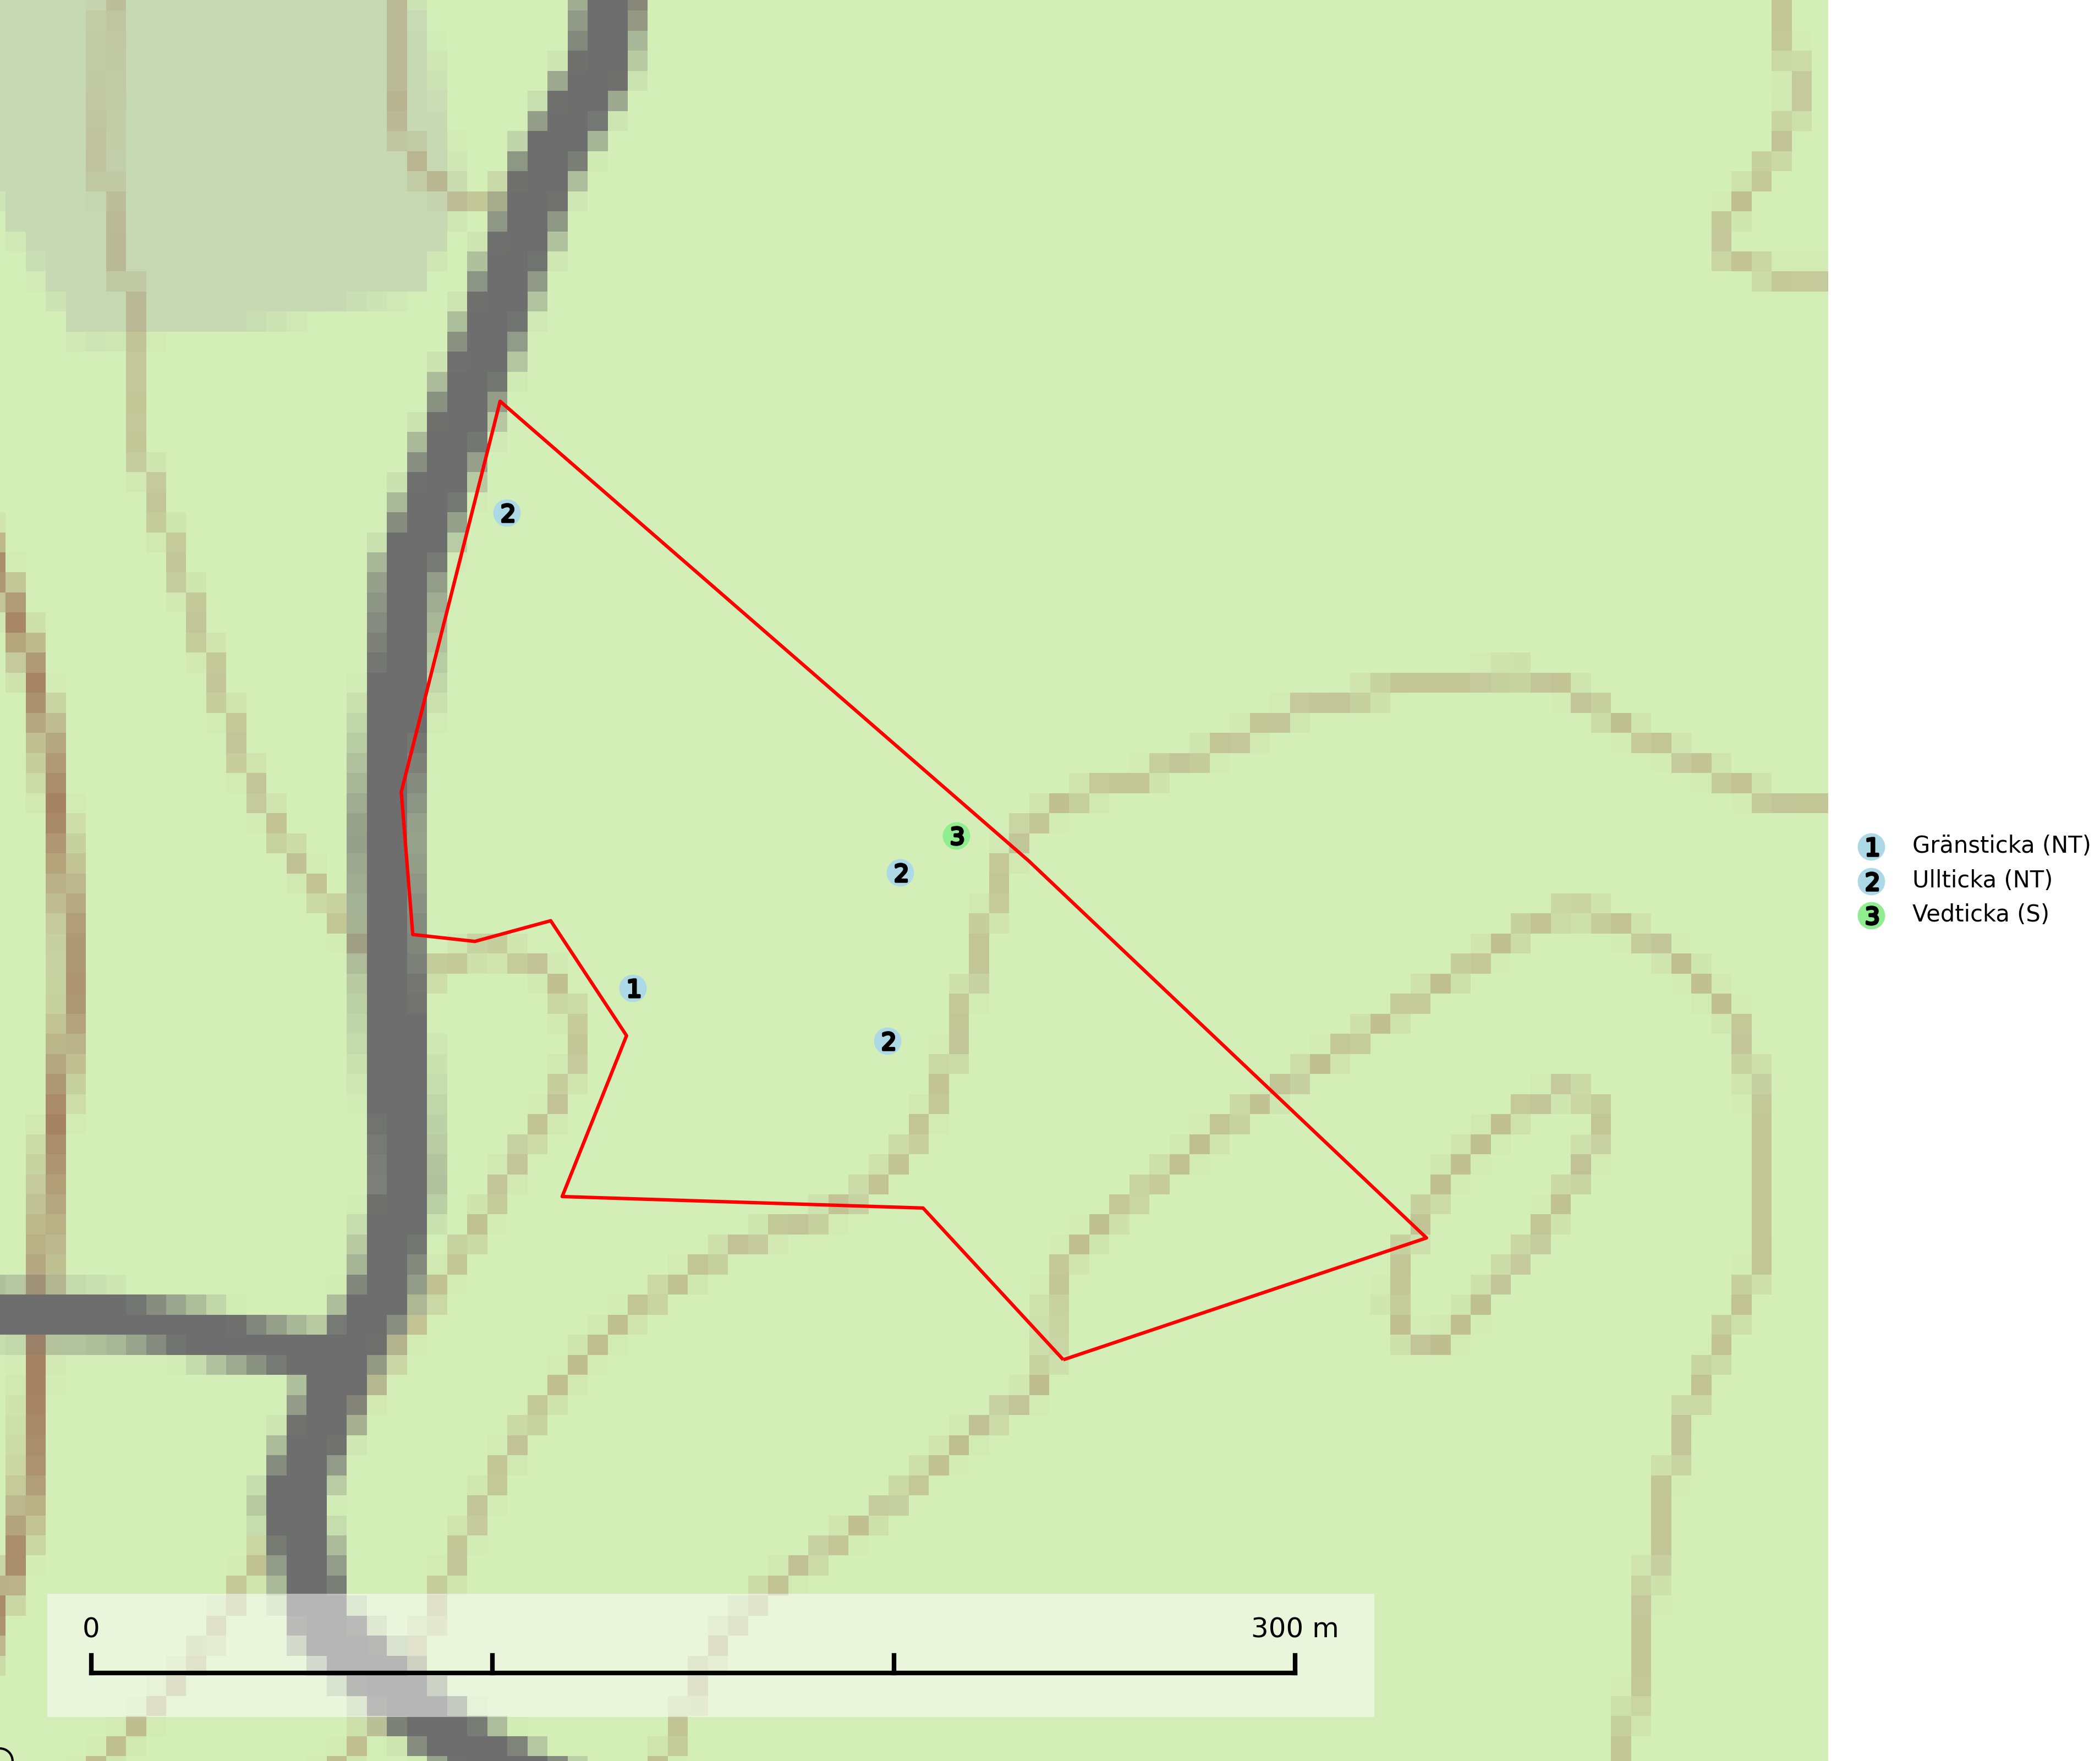 2
3
2
1
2
1 Gränsticka (NT)
2 Ullticka (NT)
3 Vedticka (S)
0 300 m